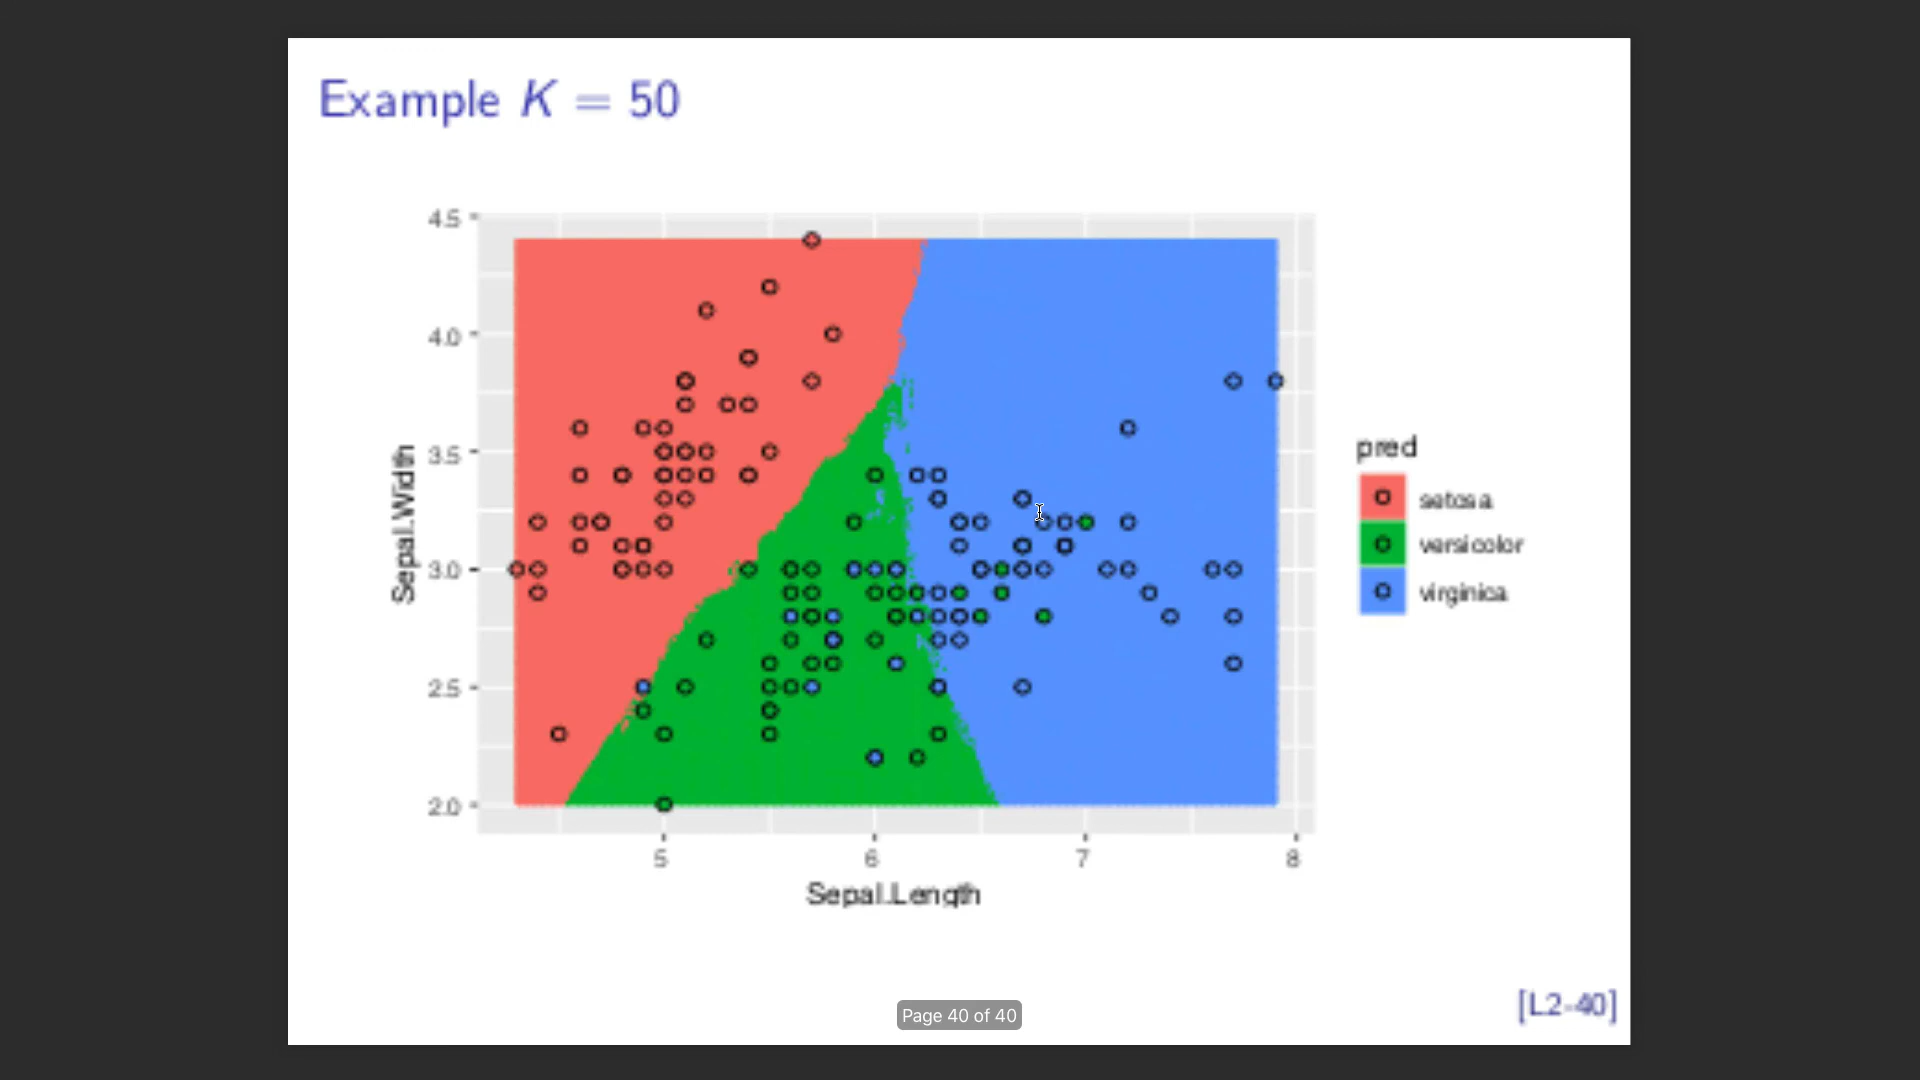 Example K = 50
4.5
4.0
3.5
3.0
2.5
2.0
Sepal.Width
5 6 7 8
Sepal.Length
pred
setosa
versicolor
virginica
Page 40 of 40
[L2-40]